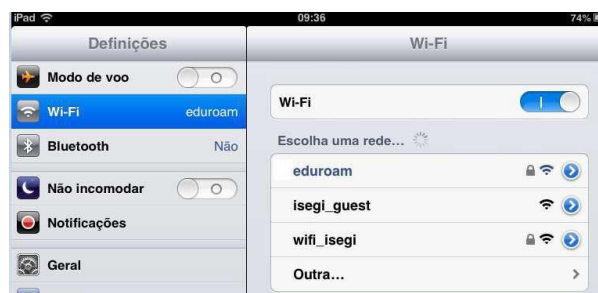 iPad 09:36 74%
Definições
Wi-Fi
Modo de voo
Wi-Fi eduroam
Bluetooth Não
Não incomodar
Notificações
Geral
Wi-Fi
Escolha uma rede...
eduroam
isegi_guest
wifi_isegi
Outra...